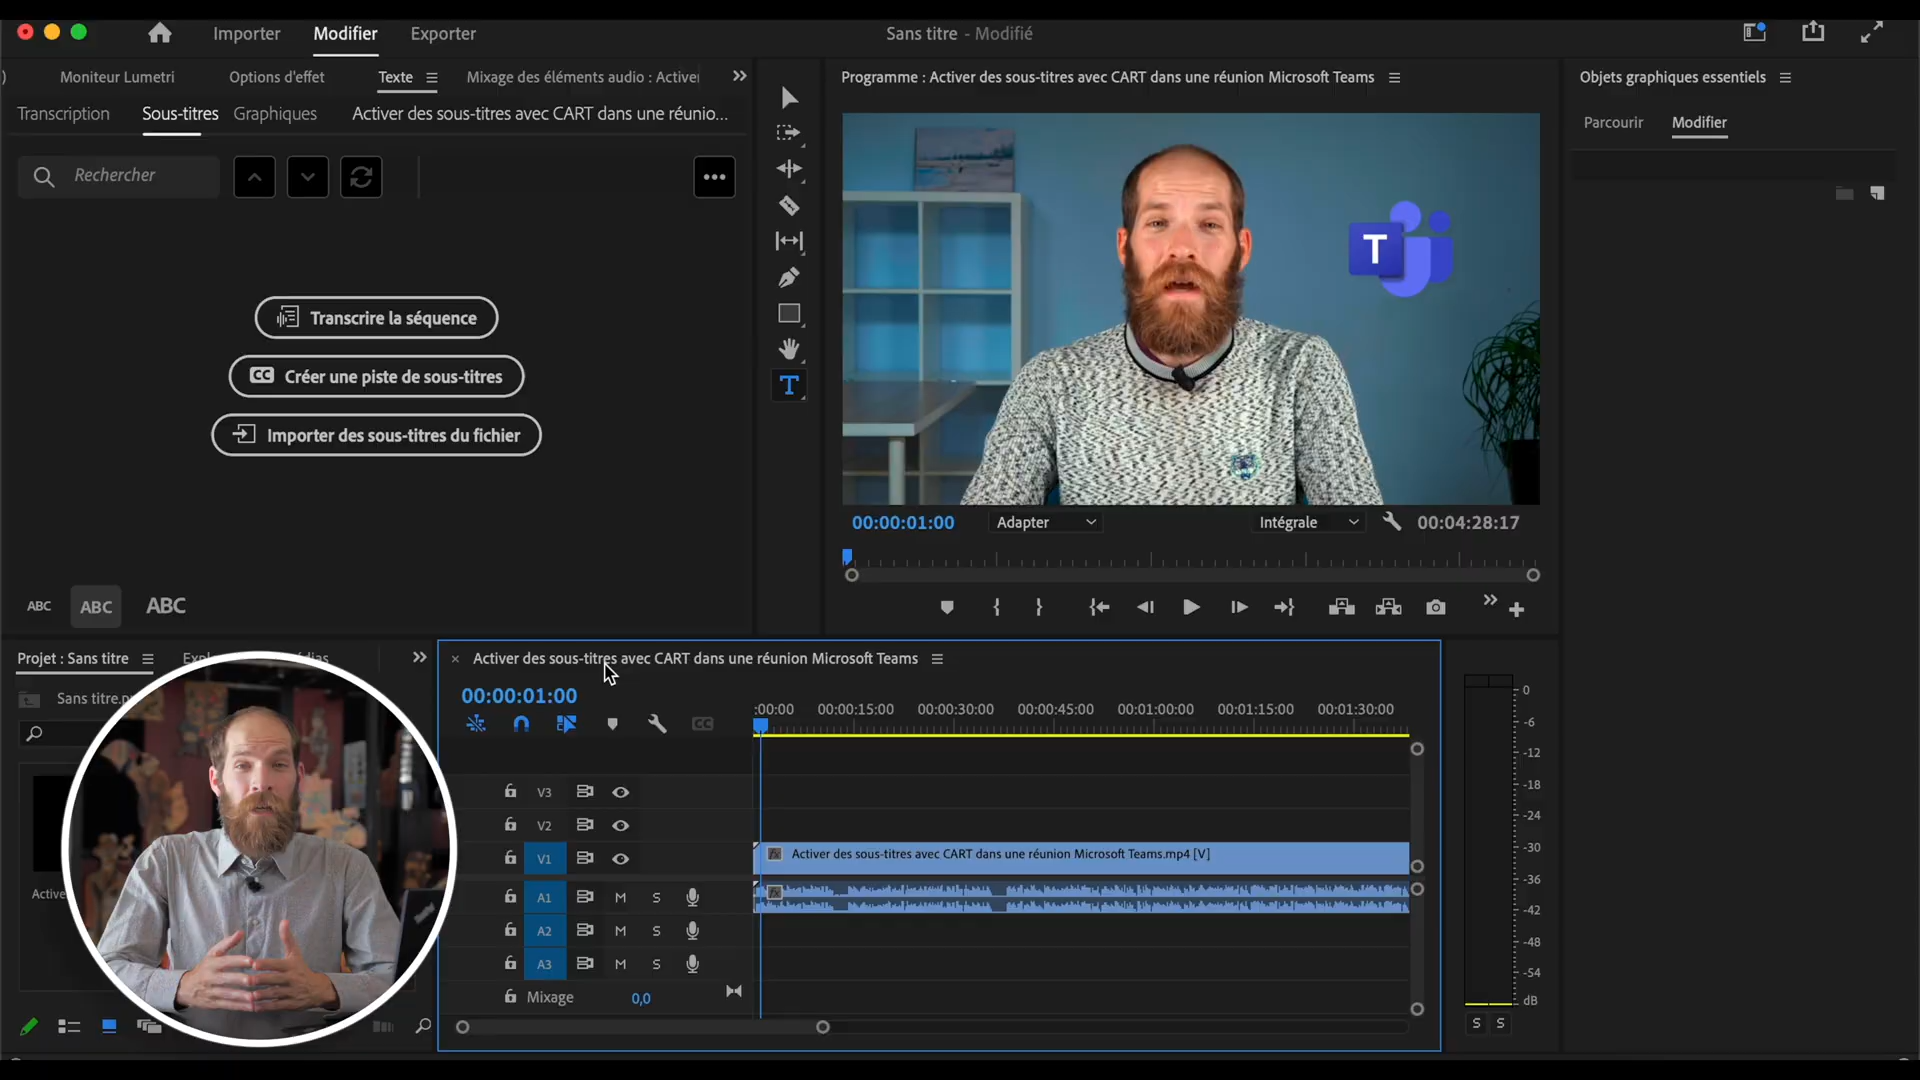 Importer
Modifier
Exporter
Sans titre - Modifié
Moniteur Lumetri
Options d'effet
Texte
Mixage des éléments audio :
Programme : Activer des sous-titres avec CART dans une réunion Microsoft Teams
Objets graphiques essentiels
Transcription
Sous-titres
Graphiques
Activer des sous-titres avec CART dans une réunio...
Parcourir
Modifier
Rechercher
T
Transcrire la séquence
CC Créer une piste de sous-titres
Importer des sous-titres du fichier
T
00:00:01:00
Adapter
Intégrale
00:04:28:17
ABC
ABC
ABC
Projet : Sans titre
Activer des sous-titres avec CART dans une réunion Microsoft Teams
Sans titre
00:00:01:00
CC
:00:00
00:00:15:00
00:00:30:00
00:00:45:00
00:01:00:00
00:01:15:00
00:01:30:00
V3
V2
V1
fx Activer des sous-titres avec CART dans une réunion Microsoft Teams.mp4 [V]
Active
A1 M S
fx
A2 M S
A3 M S
Mixage 0,0
0
-6
-12
-18
-24
-30
-36
-42
-48
-54
dB
S S